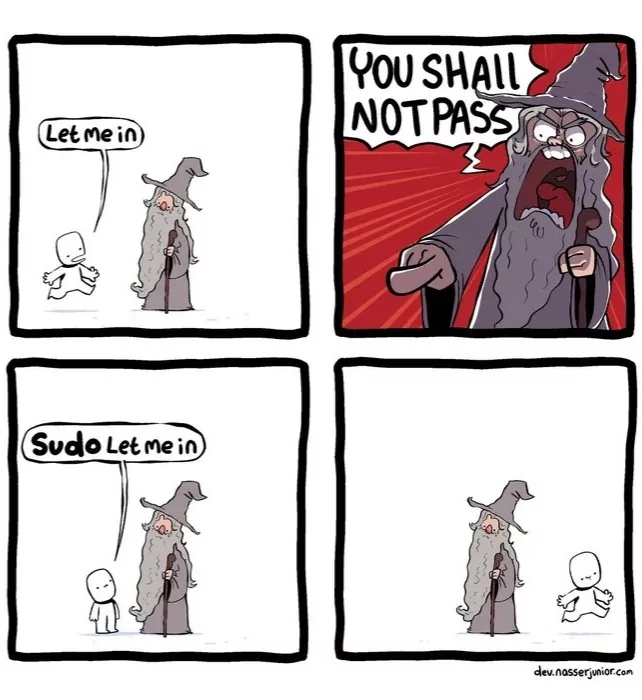 Let me in
YOU SHALL
NOT PASS
Sudo Let me in
dev.nasserjunior.com